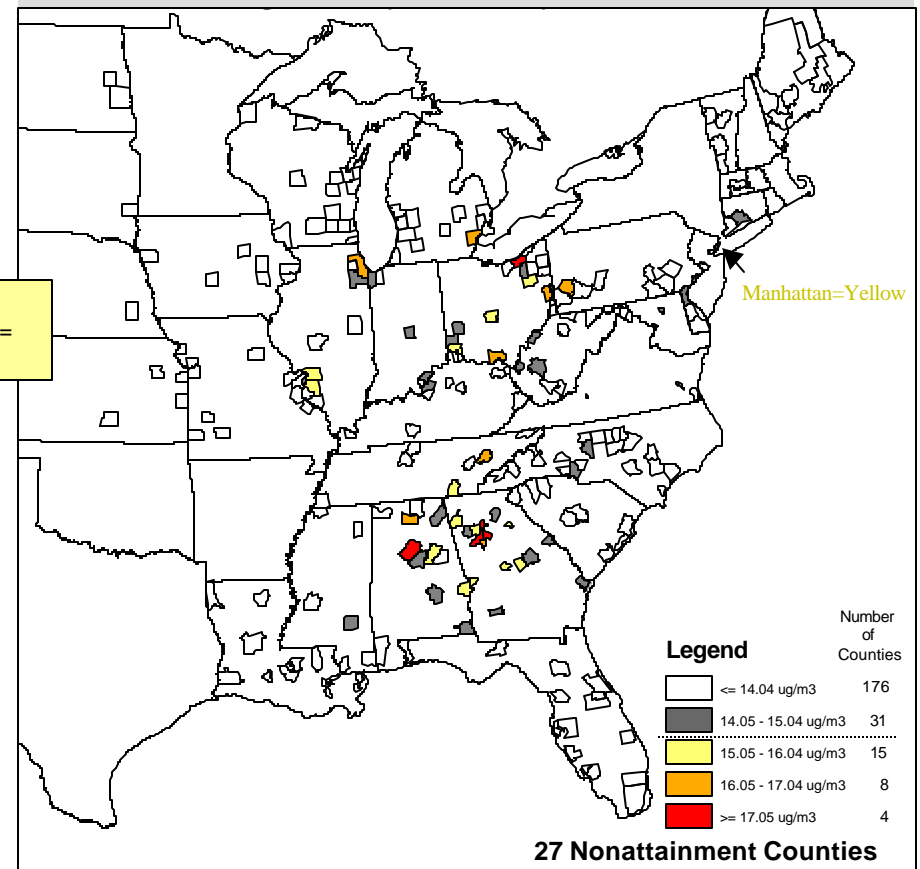 =
Manhattan=Yellow
Number
of
Counties
Legend
<= 14.04 ug/m3 176
14.05 - 15.04 ug/m3 31
15.05 - 16.04 ug/m3 15
16.05 - 17.04 ug/m3 8
>= 17.05 ug/m3 4
27 Nonattainment Counties